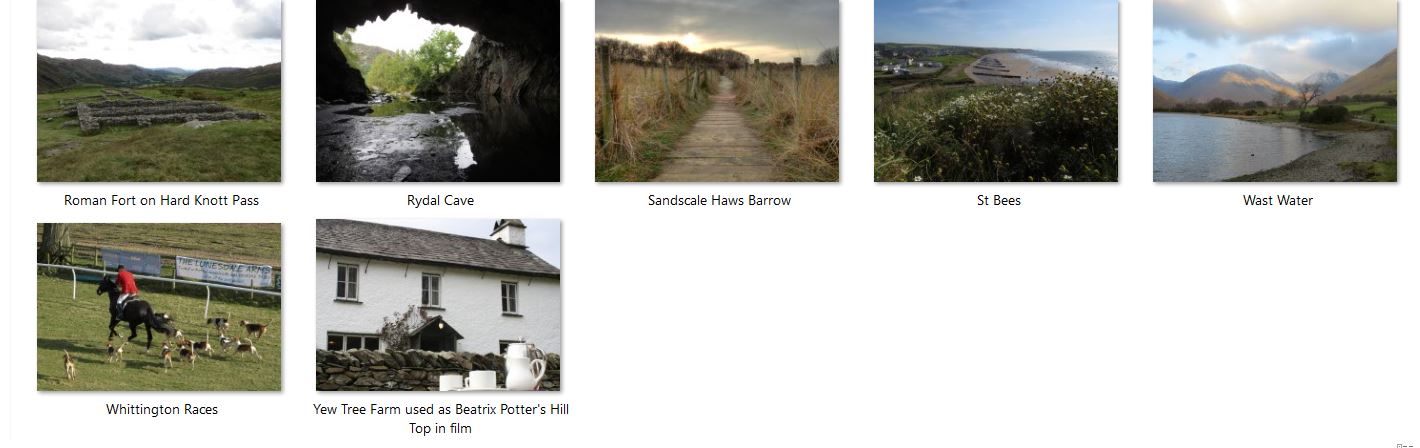 Roman Fort on Hard Knott Pass
Rydal Cave
Sandscale Haws Barrow
St Bees
Wast Water
THE LUNESDALE ARMS
Whittington Races
Yew Tree Farm used as Beatrix Potter's Hill
Top in film